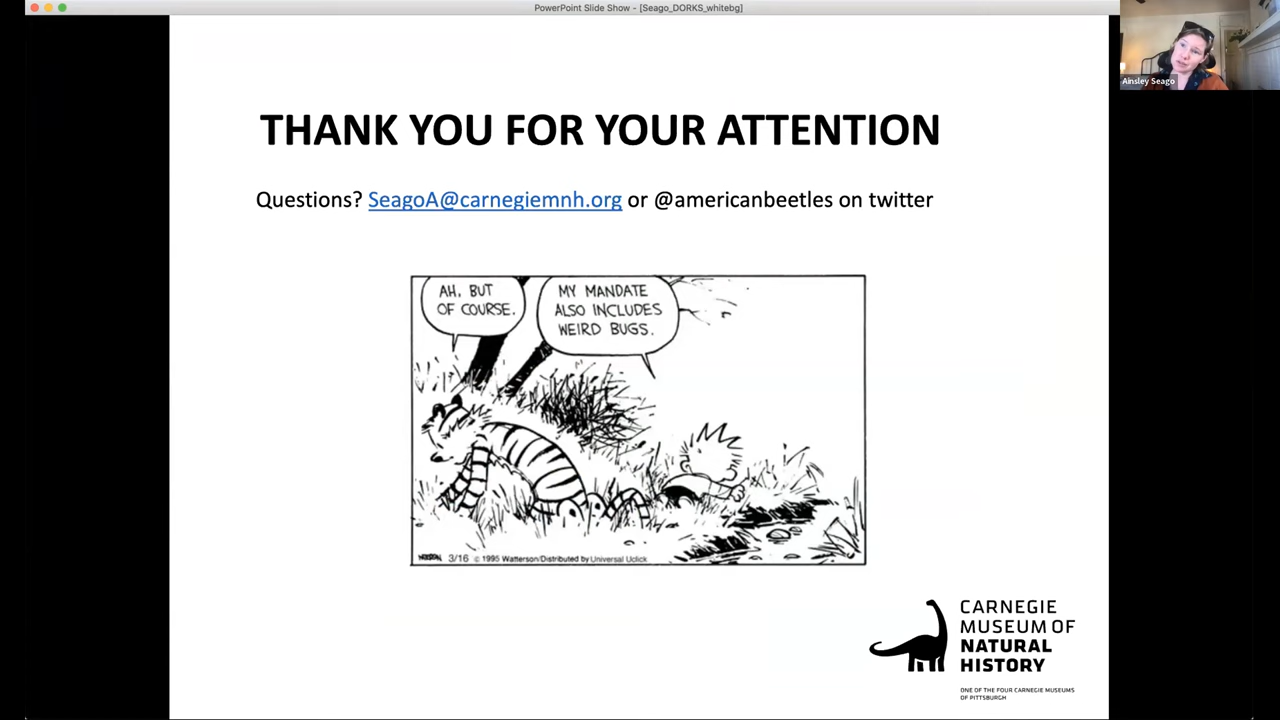 PowerPoint Slide Show - [Seago_DORKS_whitebg]
Ainsley Seago
THANK YOU FOR YOUR ATTENTION
Questions? SeagoA@carnegiemnh.org or @americanbeetles on twitter
AH, BUT
OF COURSE.
MY MANDATE
ALSO INCLUDES
WEIRD BUGS.
3/16 © 1995 Watterson/Distributed by Universal Uclick
CARNEGIE
MUSEUM OF
NATURAL
HISTORY
ONE OF THE FOUR CARNEGIE MUSEUMS
OF PITTSBURGH